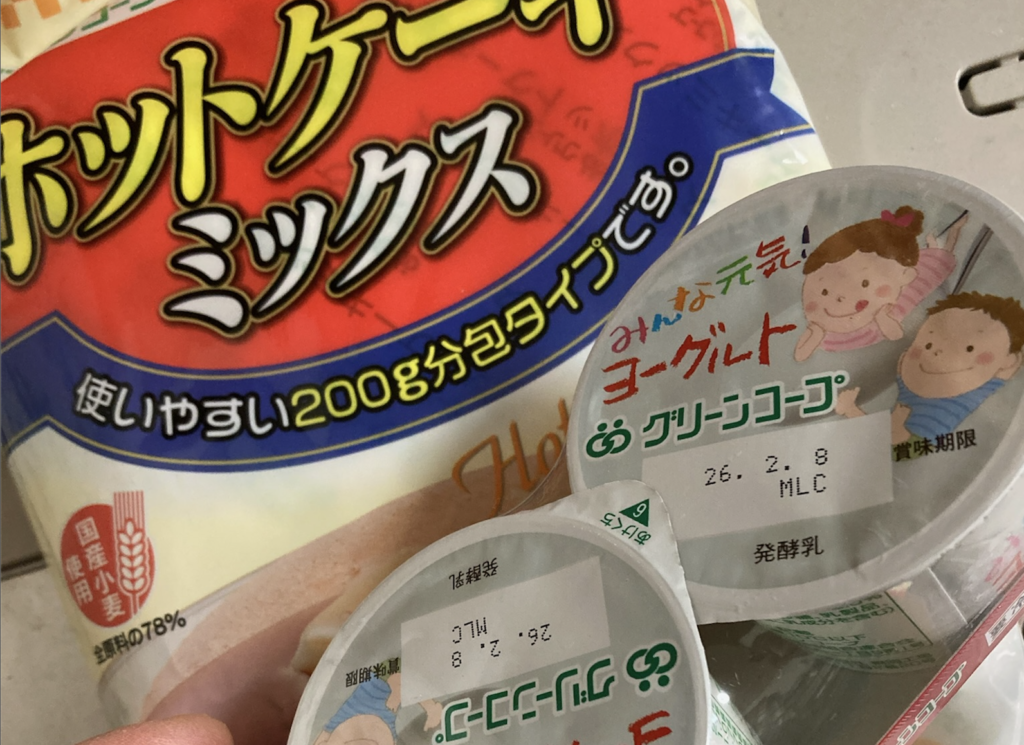 ホットケーキ
ミックス
使いやすい200g分包タイプです。
Hot
国産小麦
使用
全原料の78%
みんな元気!
ヨーグルト
グリーンコープ
賞味期限
26. 2. 8
MLC
発酵乳
あけくち
6
発酵乳
26. 2. 8
MLC
賞味期限
グリーンコープ